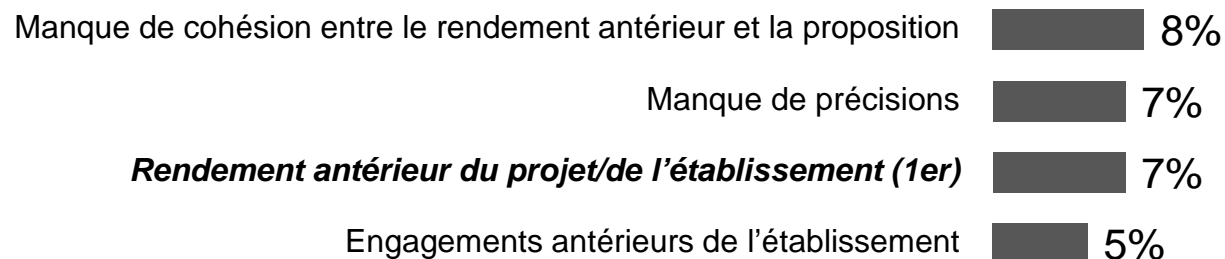 Manque de cohésion entre le rendement antérieur et la proposition 8%
Manque de précisions 7%
Rendement antérieur du projet/de l’établissement (1er) 7%
Engagements antérieurs de l’établissement 5%